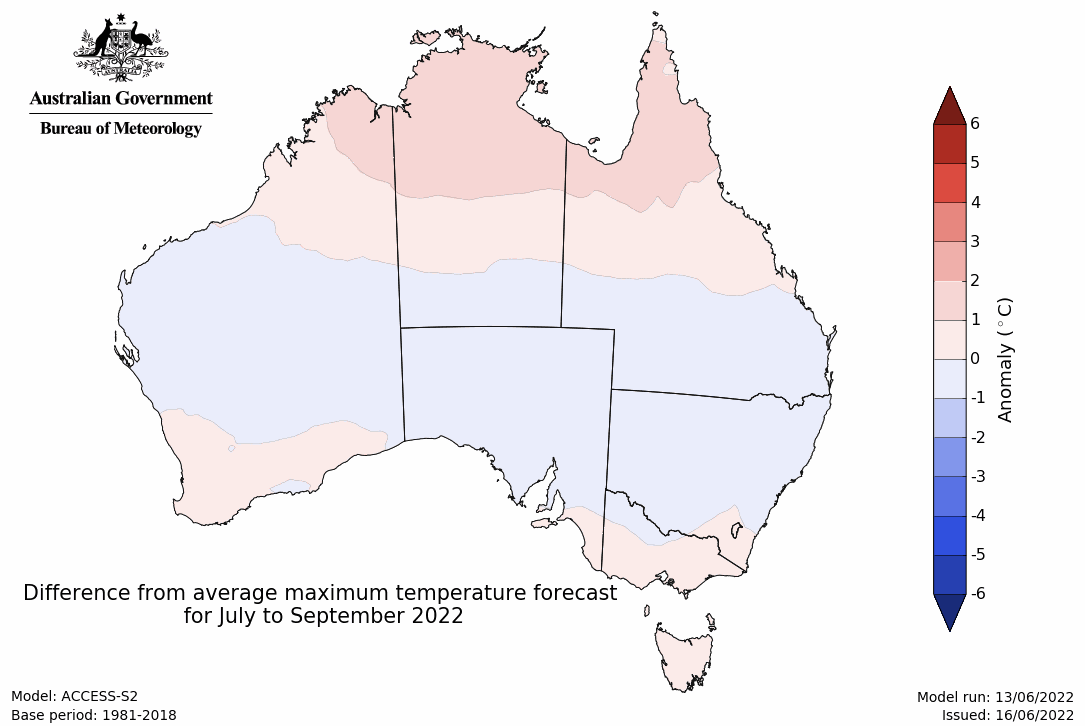 Australian Government
Bureau of Meteorology
6
5
4
3
2
1
0
-1
-2
-3
-4
-5
-6
Anomaly (°C)
Difference from average maximum temperature forecast
for July to September 2022
Model: ACCESS-S2
Base period: 1981-2018
Model run: 13/06/2022
Issued: 16/06/2022